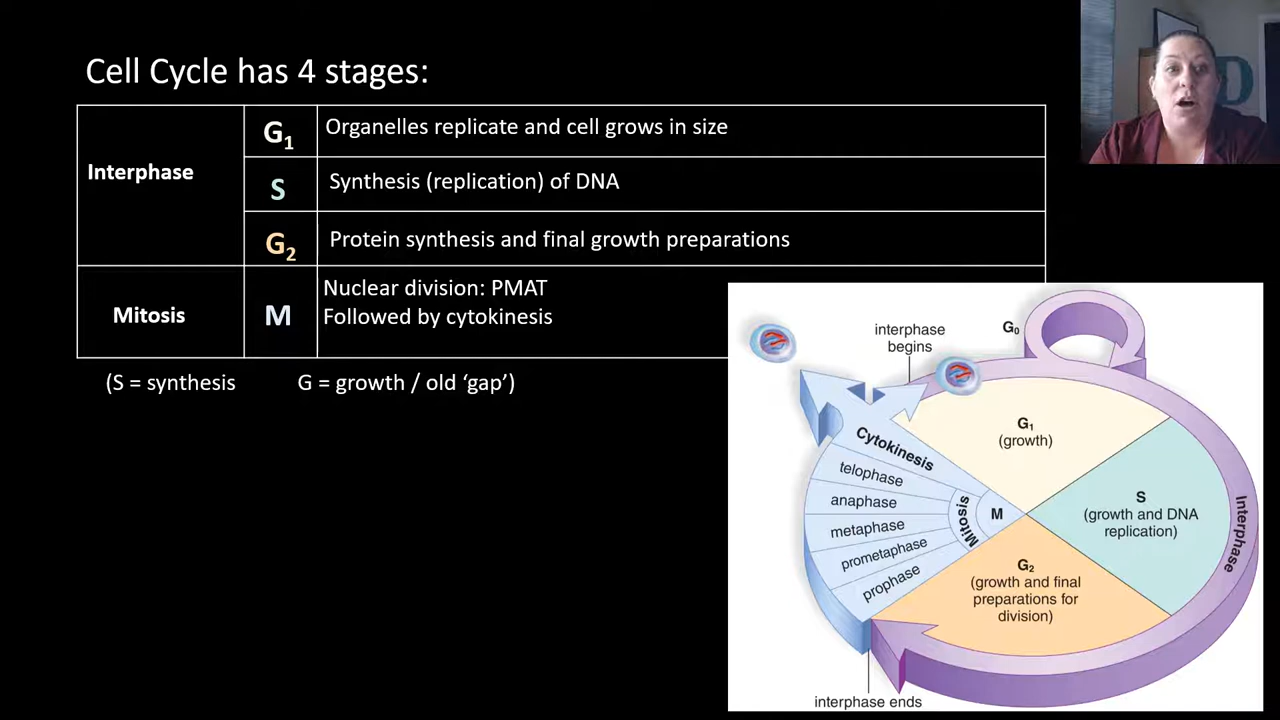 Cell Cycle has 4 stages:
Interphase
G₁ Organelles replicate and cell grows in size
S Synthesis (replication) of DNA
G₂ Protein synthesis and final growth preparations
Mitosis
M Nuclear division: PMAT
Followed by cytokinesis
(S = synthesis G = growth / old ‘gap’)
D
interphase
begins
G₀
G₁
(growth)
S
(growth and DNA
replication)
G₂
(growth and final
preparations for
division)
Interphase
Cytokinesis
telophase
anaphase
metaphase
prometaphase
prophase
Mitosis
M
interphase ends